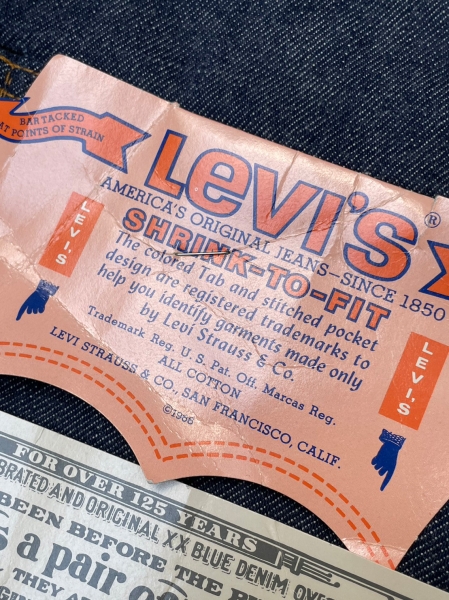 BAR TACKED
AT POINTS OF STRAIN
LEVI'S®
AMERICA'S ORIGINAL JEANS–SINCE 1850
SHRINK-TO-FIT
The colored Tab and stitched pocket
design are registered trademarks to
help you identify garments made only
by Levi Strauss & Co.
Trademark Reg. U.S. Pat. Off. Marcas Reg.
ALL COTTON
LEVI STRAUSS & CO. SAN FRANCISCO, CALIF.
LEVI'S
LEVI'S
FOR OVER 125 YEARS
BRATED AND ORIGINAL XX BLUE DENIM OVE
BEEN BEFORE THE
a pair of
THEY A